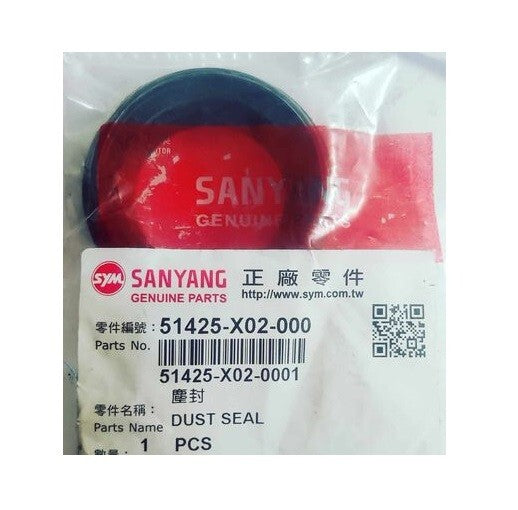 SANYANG
GENUINE PARTS
SYM SANYANG 正廠零件
GENUINE PARTS http://www.sym.com.tw
零件編號: 51425-X02-000
Parts No.
51425-X02-0001
塵封
零件名稱:
Parts Name DUST SEAL
數量: 1 PCS